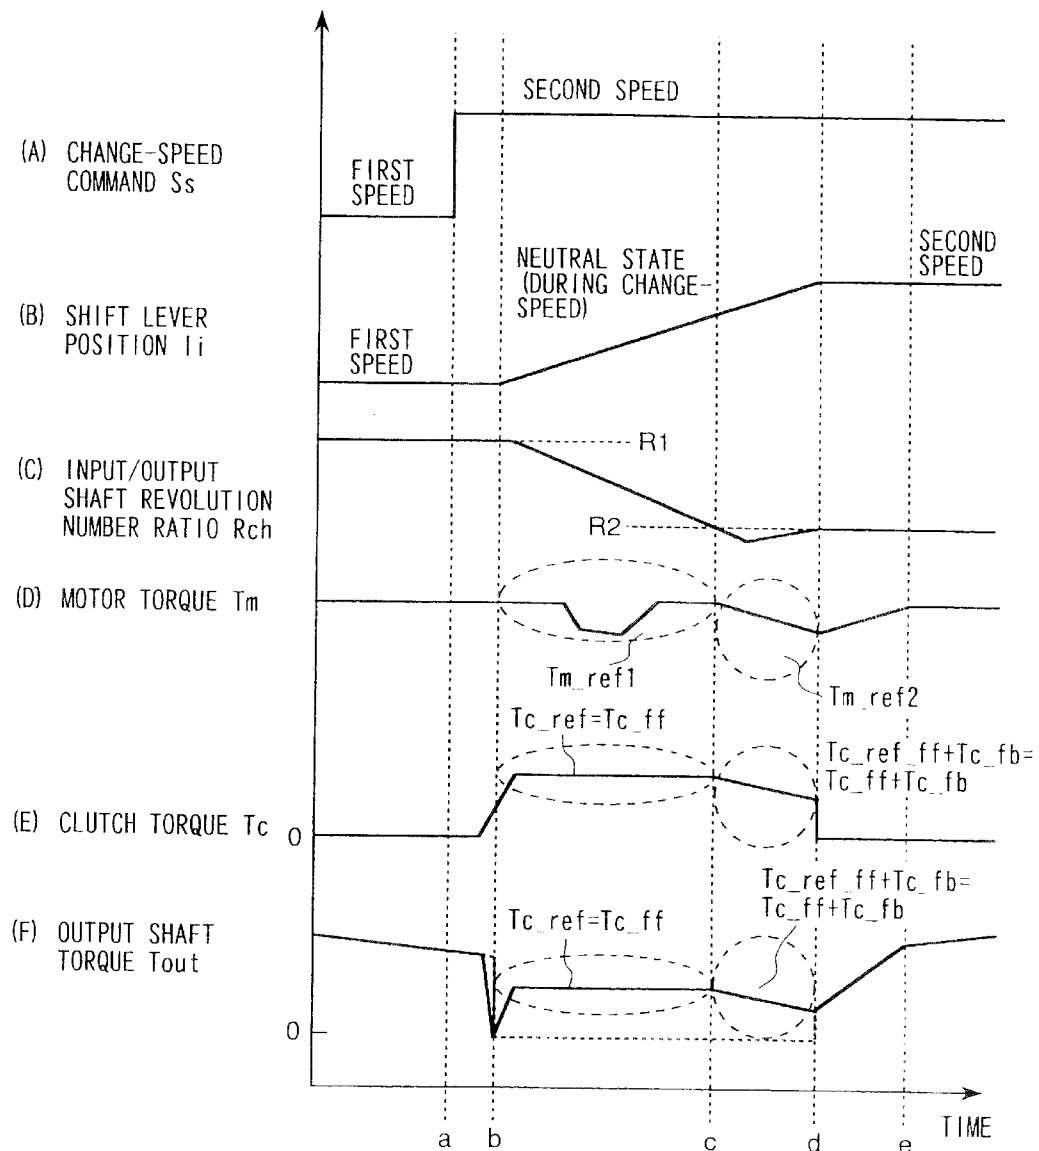 SECOND SPEED
(A) CHANGE-SPEED
COMMAND Ss
FIRST
SPEED
SECOND
SPEED
NEUTRAL STATE
(DURING CHANGE-
SPEED)
(B) SHIFT LEVER
POSITION Ii
FIRST
SPEED
R1
(C) INPUT/OUTPUT
SHAFT REVOLUTION
NUMBER RATIO Rch
R2
(D) MOTOR TORQUE Tm
Tm_ref1
Tm_ref2
Tc_ref=Tc_ff
Tc_ref_ff+Tc_fb=
Tc_ff+Tc_fb
(E) CLUTCH TORQUE Tc
0
Tc_ref_ff+Tc_fb=
Tc_ff+Tc_fb
(F) OUTPUT SHAFT
TORQUE Tout
Tc_ref=Tc_ff
0
TIME
a b c d e